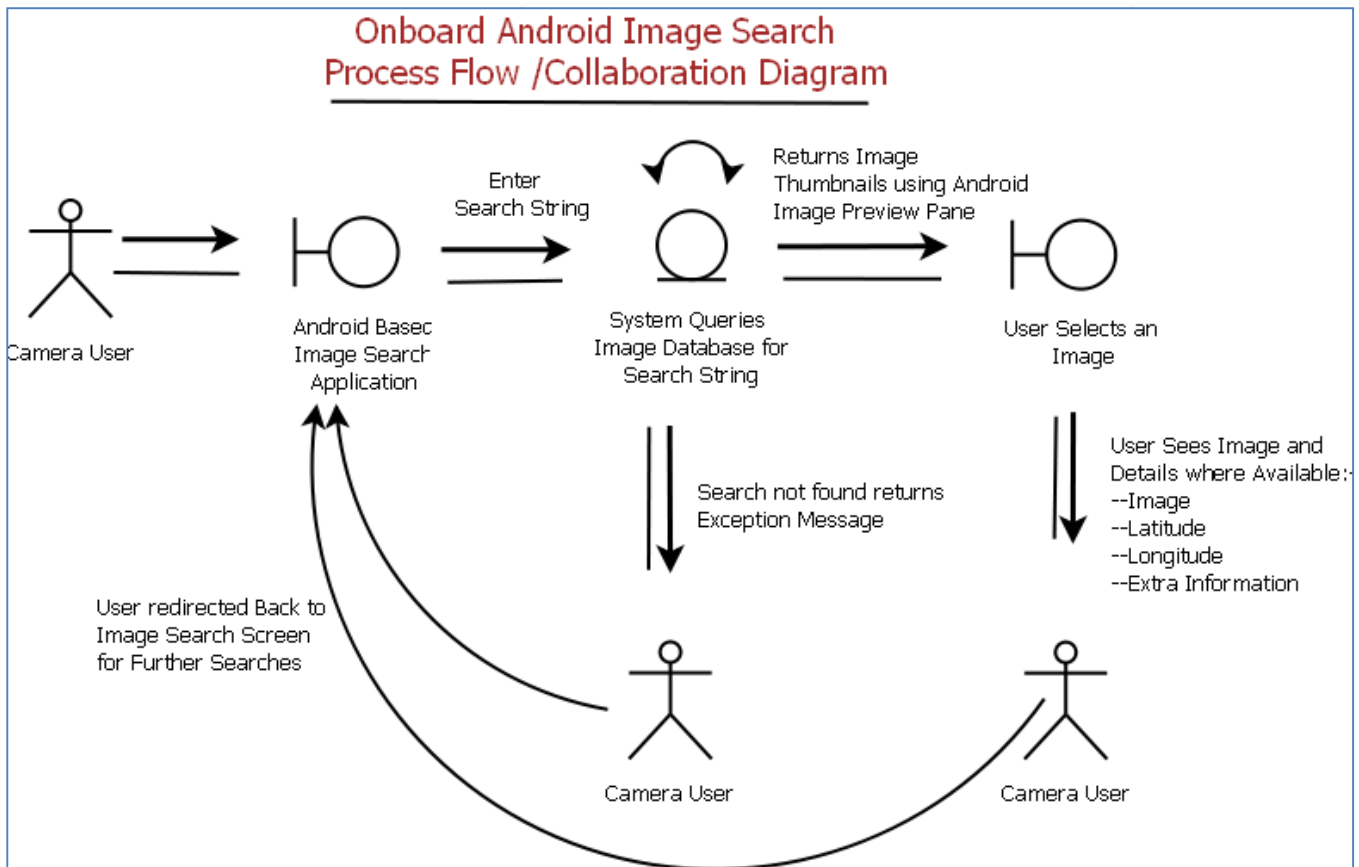 Onboard Android Image Search
Process Flow /Collaboration Diagram
Enter
Search String
Returns Image
Thumbnails using Android
Image Preview Pane
Camera User
Android Basec
Image Search
Application
System Queries
Image Database for
Search String
User Selects an
Image
Search not found returns
Exception Message
User Sees Image and
Details where Available:-
--Image
--Latitude
--Longitude
--Extra Information
User redirected Back to
Image Search Screen
for Further Searches
Camera User
Camera User